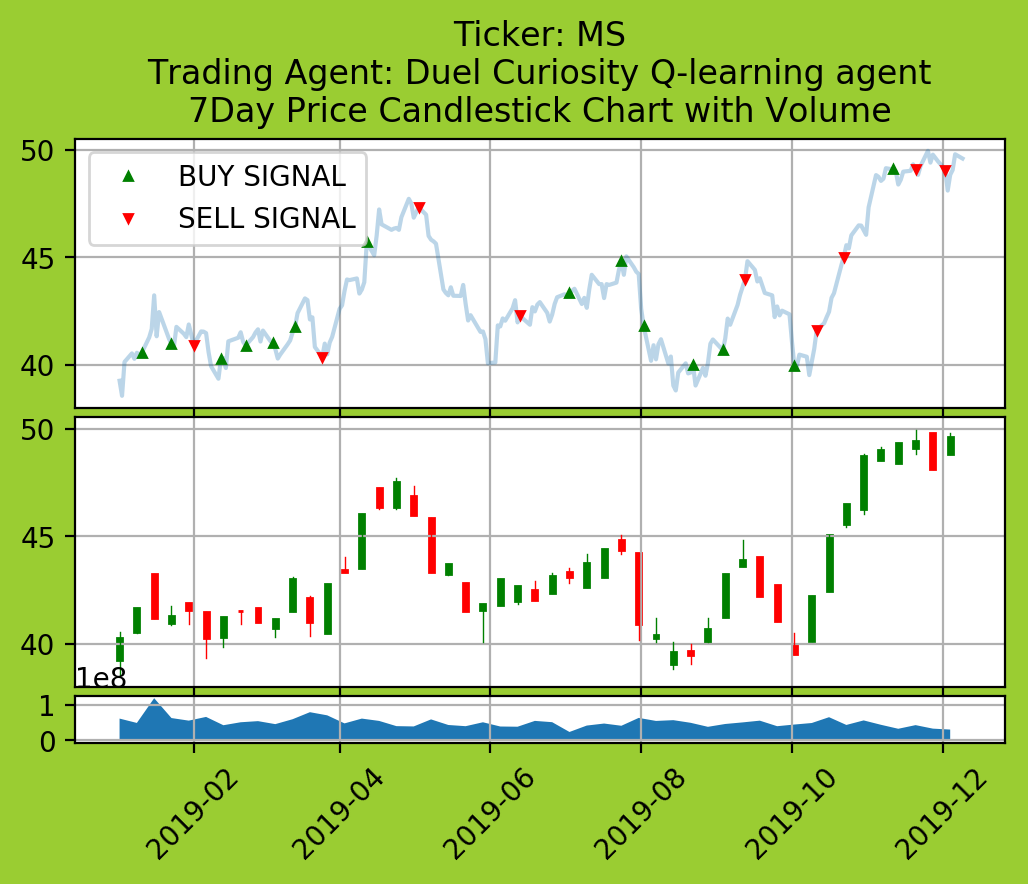 Ticker: MS
Trading Agent: Duel Curiosity Q-learning agent
7Day Price Candlestick Chart with Volume
50
BUY SIGNAL
SELL SIGNAL
45
40
50
45
40
1e8
1
0
2019-02
2019-04
2019-06
2019-08
2019-10
2019-12